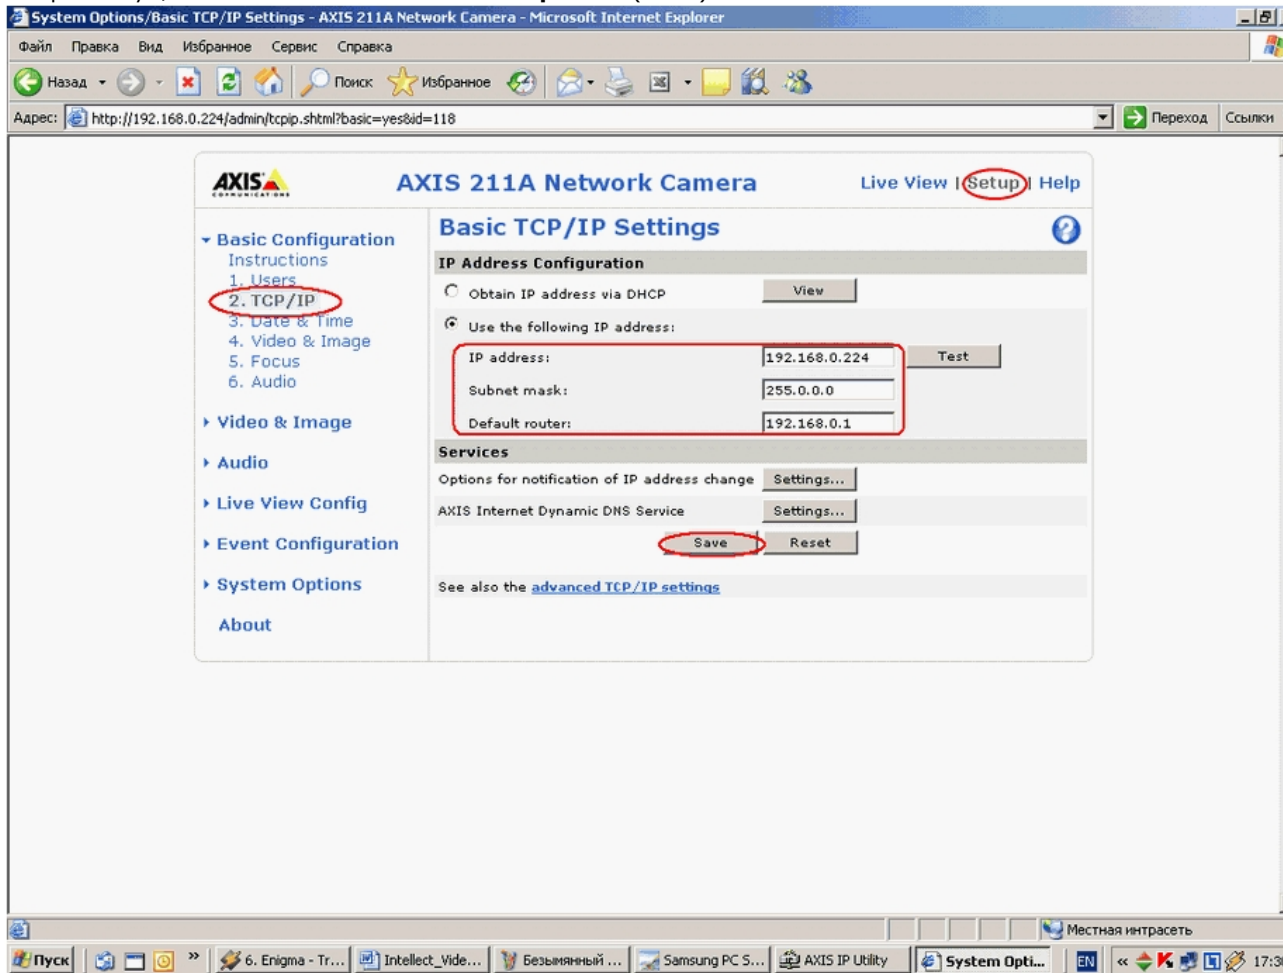 System Options/Basic TCP/IP Settings - AXIS 211A Network Camera - Microsoft Internet Explorer
Файл Правка Вид Избранное Сервис Справка
Назад Поиск Избранное
Адрес: http://192.168.0.224/admin/tcpip.shtml?basic=yes&id=118 Переход Ссылки
AXIS
COMMUNICATIONS
AXIS 211A Network Camera
Live View | Setup | Help
Basic Configuration
Instructions
1. Users
2. TCP/IP
3. Date & Time
4. Video & Image
5. Focus
6. Audio
Video & Image
Audio
Live View Config
Event Configuration
System Options
About
Basic TCP/IP Settings
IP Address Configuration
Obtain IP address via DHCP View
Use the following IP address:
IP address: 192.168.0.224 Test
Subnet mask: 255.0.0.0
Default router: 192.168.0.1
Services
Options for notification of IP address change Settings...
AXIS Internet Dynamic DNS Service Settings...
Save Reset
See also the advanced TCP/IP settings
Местная интрасеть
Пуск » 6. Enigma - Tr... Intellect_Vide... Безымянный ... Samsung PC S... AXIS IP Utility System Opti... EN « 17:3